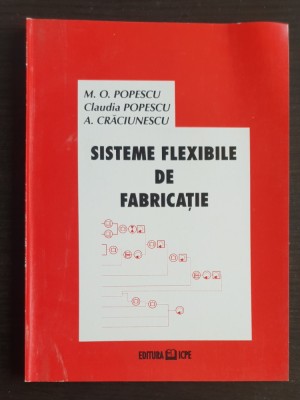 M. O. POPESCU
Claudia POPESCU
A. CRĂCIUNESCU
SISTEME FLEXIBILE
DE
FABRICAȚIE
EDITURA ICPE